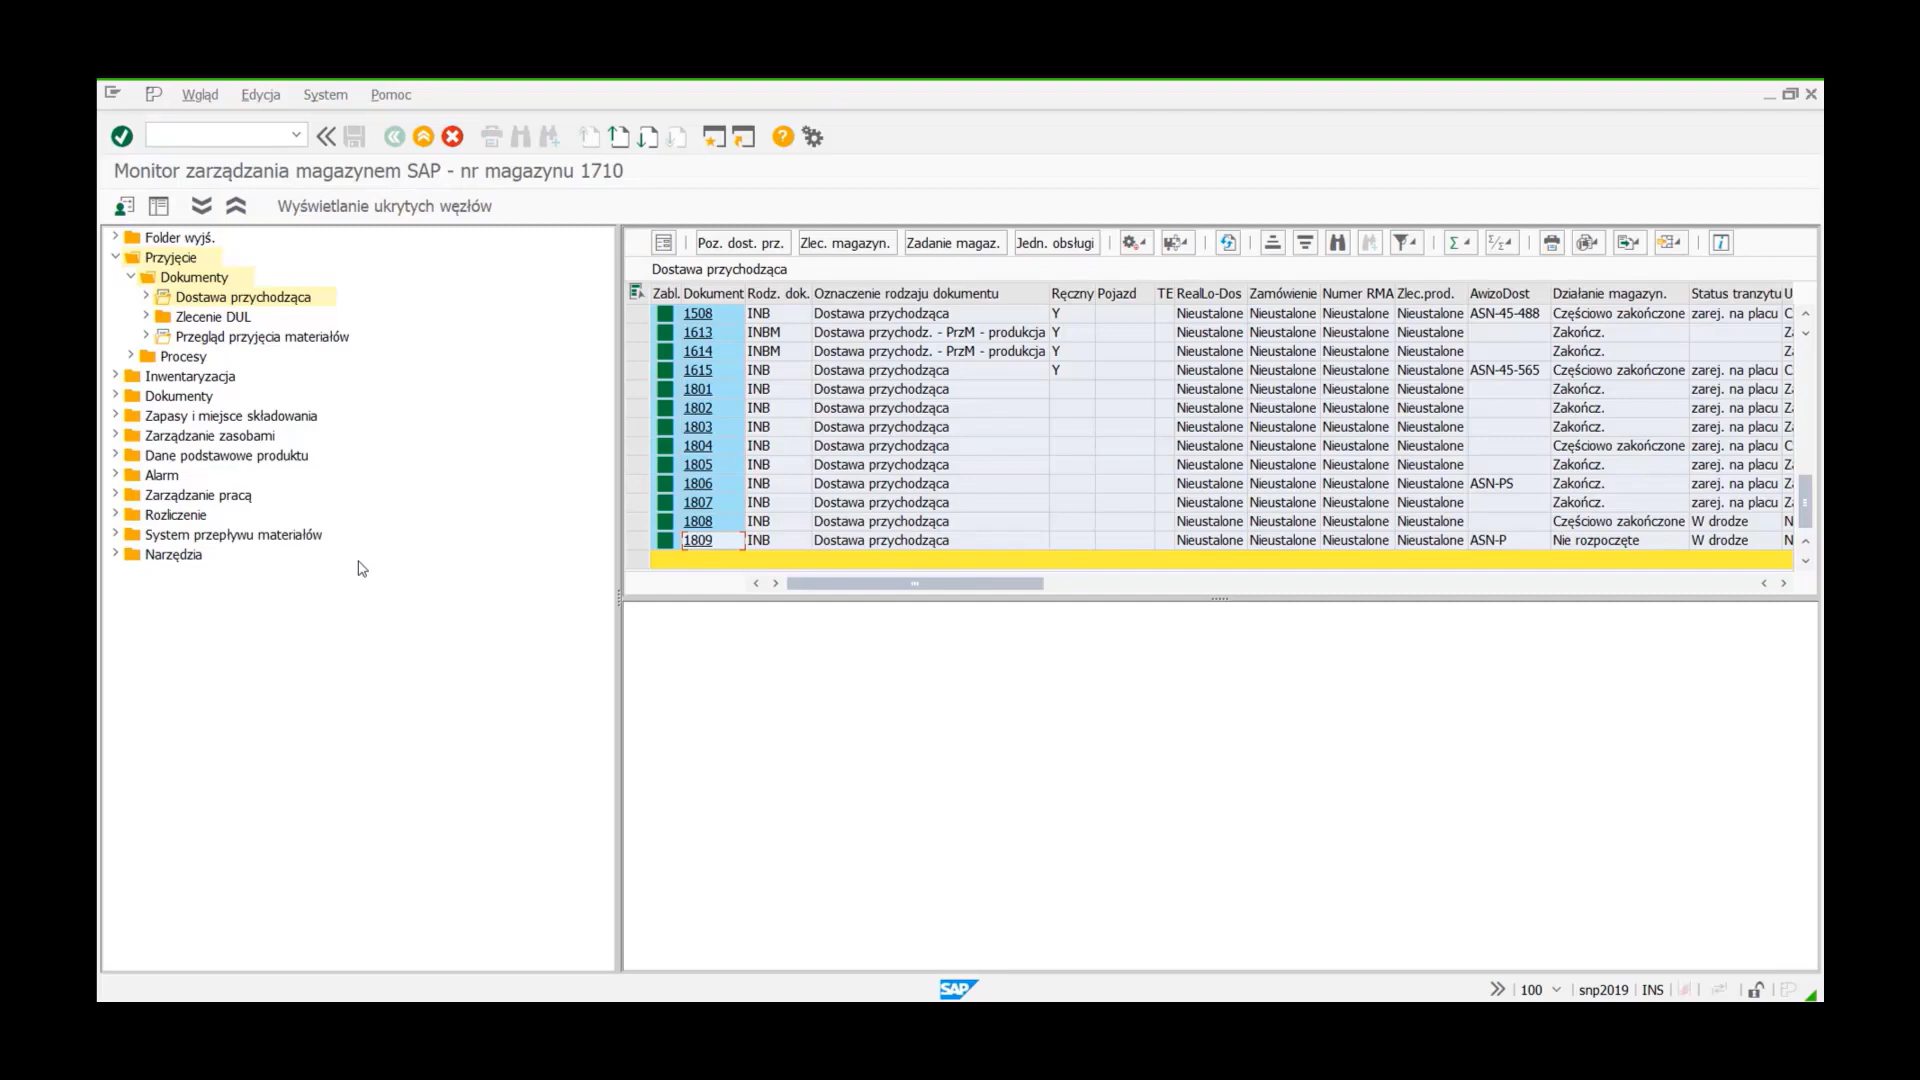 Wgląd Edycja System Pomoc
Monitor zarządzania magazynem SAP - nr magazynu 1710
Wyświetlanie ukrytych węzłów
Folder wyjś.
Przyjęcie
Dokumenty
Dostawa przychodząca
Zlecenie DUL
Przegląd przyjęcia materiałów
Procesy
Inwentaryzacja
Dokumenty
Zapasy i miejsce składowania
Zarządzanie zasobami
Dane podstawowe produktu
Alarm
Zarządzanie pracą
Rozliczenie
System przepływu materiałów
Narzędzia
Poz. dost. prz. Zlec. magazyn. Zadanie magaz. Jedn. obsługi
Dostawa przychodząca
Zabl. Dokument Rodz. dok. Oznaczenie rodzaju dokumentu Ręczny Pojazd TE RealLo-Dos Zamówienie Numer RMA Zlec.prod. AwizoDost Działanie magazyn. Status tranzytu U
1508 INB Dostawa przychodząca Y Nieustalone Nieustalone Nieustalone Nieustalone ASN-45-488 Częściowo zakończone zarej. na placu C
1613 INBM Dostawa przychodz. - PrzM - produkcja Y Nieustalone Nieustalone Nieustalone Nieustalone Zakończ. Z
1614 INBM Dostawa przychodz. - PrzM - produkcja Y Nieustalone Nieustalone Nieustalone Nieustalone Zakończ. Z
1615 INB Dostawa przychodząca Y Nieustalone Nieustalone Nieustalone Nieustalone ASN-45-565 Częściowo zakończone zarej. na placu C
1801 INB Dostawa przychodząca Nieustalone Nieustalone Nieustalone Nieustalone Zakończ. zarej. na placu Z
1802 INB Dostawa przychodząca Nieustalone Nieustalone Nieustalone Nieustalone Zakończ. zarej. na placu Z
1803 INB Dostawa przychodząca Nieustalone Nieustalone Nieustalone Nieustalone Zakończ. zarej. na placu Z
1804 INB Dostawa przychodząca Nieustalone Nieustalone Nieustalone Nieustalone Częściowo zakończone zarej. na placu C
1805 INB Dostawa przychodząca Nieustalone Nieustalone Nieustalone Nieustalone Zakończ. zarej. na placu Z
1806 INB Dostawa przychodząca Nieustalone Nieustalone Nieustalone Nieustalone ASN-PS Zakończ. zarej. na placu Z
1807 INB Dostawa przychodząca Nieustalone Nieustalone Nieustalone Nieustalone Zakończ. zarej. na placu Z
1808 INB Dostawa przychodząca Nieustalone Nieustalone Nieustalone Nieustalone Częściowo zakończone W drodze N
1809 INB Dostawa przychodząca Nieustalone Nieustalone Nieustalone Nieustalone ASN-P Nie rozpoczęte W drodze N
SAP 100 snp2019 INS